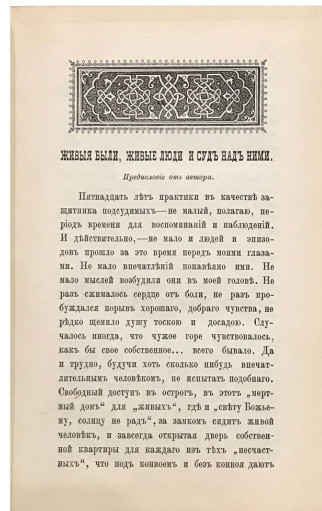 ЖИВЫЯ БЫЛИ, ЖИВЫЕ ЛЮДИ И СУДЪ НАДЪ НИМИ.
Предисловіе отъ автора.
Пятнадцать лѣтъ практики въ качествѣ за-
щитника подсудимыхъ—не малый, полагаю, пе-
ріодъ времени для воспоминаній и наблюденій.
И дѣйствительно,—не мало и людей и эпизо-
довъ прошло за это время передъ моими глаза-
ми. Не мало впечатлѣній понавѣяно ими. Не
мало мыслей возбудили они въ моей головѣ. Не
разъ сжималось сердце отъ боли, не разъ про-
буждался порывъ хорошаго, добраго чувства, не
рѣдко щемило душу тоскою и досадою. Слу-
чалось иногда, что чужое горе чувствовалось,
какъ бы свое собственное... всего бывало. Да
и трудно, будучи хоть сколько нибудь впечат-
лительнымъ человѣкомъ, не испытать подобнаго.
Свободный доступъ въ острогъ, въ этотъ „мерт-
вый домъ“ для „живыхъ“, гдѣ и „свѣту Божье-
му, солнцу не радъ“, за замкомъ сидитъ живой
человѣкъ, и завсегда открытая дверь собствен-
ной квартиры для каждаго изъ тѣхъ „несчаст-
ныхъ“, что подъ конвоемъ и безъ конвоя даютъ